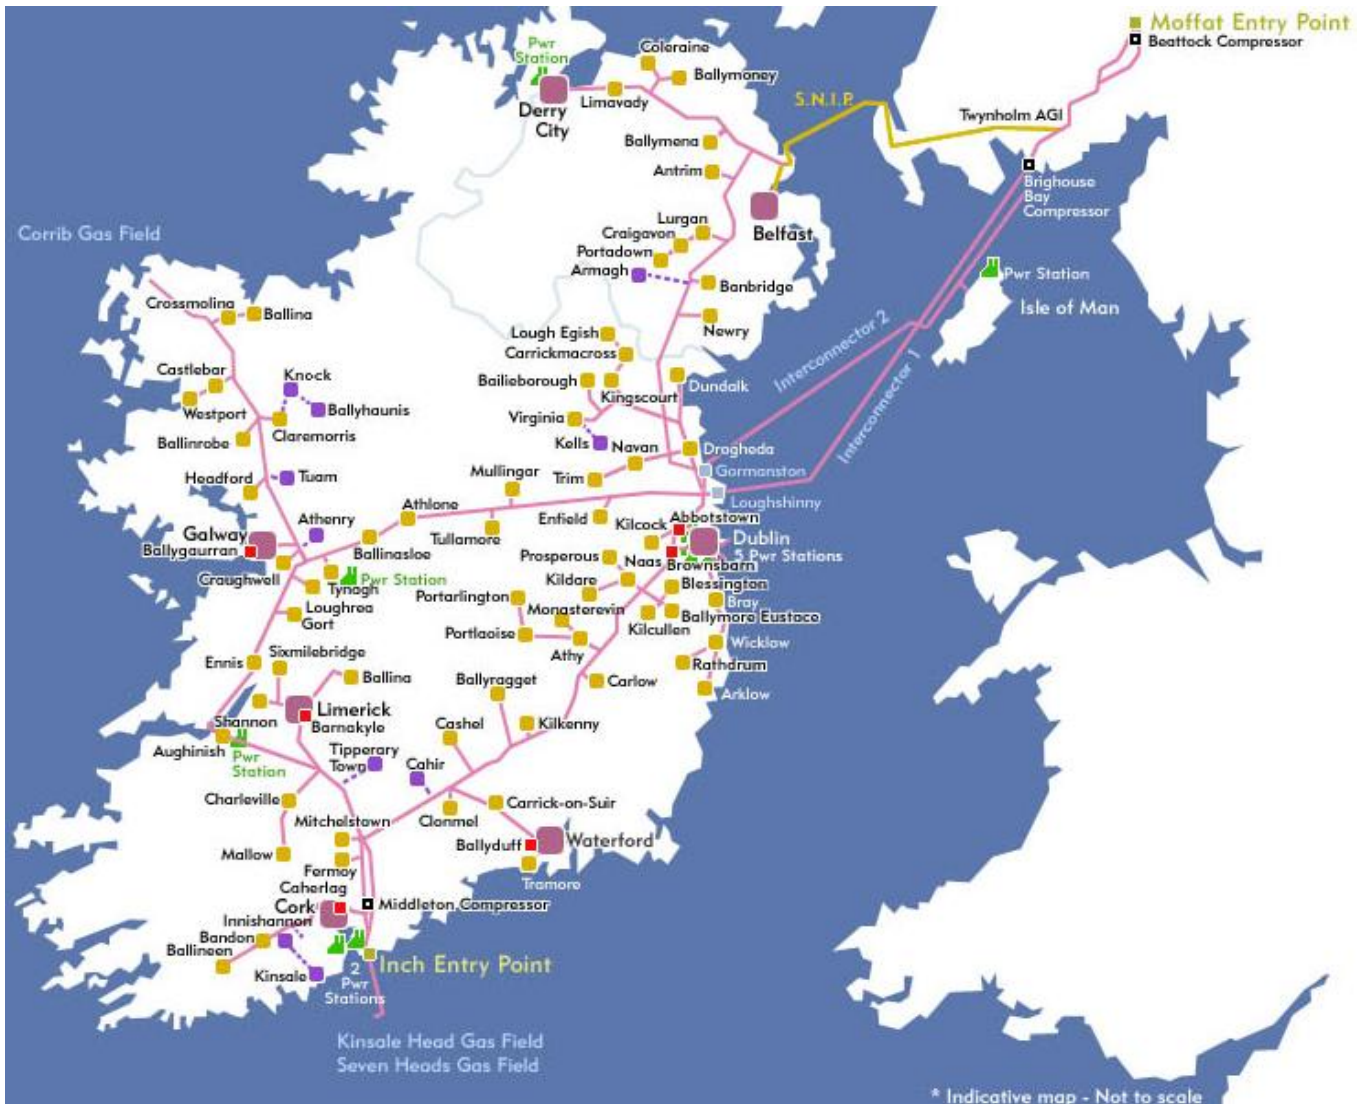 Moffat Entry Point
Beattock Compressor
Pwr
Station
Coleraine
Ballymoney
Limavady
Derry
City
S.N.I.P.
Twynholm AGI
Ballymena
Antrim
Brighouse
Bay
Compressor
Lurgan
Belfast
Craigavon
Portadown
Armagh
Banbridge
Corrib Gas Field
Pwr Station
Isle of Man
Crossmolina
Ballina
Newry
Lough Egish
Carrickmacross
Interconnector 2
Interconnector 1
Castlebar
Knock
Bailieborough
Dundalk
Westport
Ballyhaunis
Kingscourt
Virginia
Claremorris
Ballinrobe
Kells
Navan
Drogheda
Headford
Tuam
Mullingar
Trim
Gormanston
Loughshinny
Athlone
Athenry
Enfield
Abbotstown
Kilcock
Galway
Ballygaurran
Tullamore
Dublin
5 Pwr Stations
Ballinasloe
Prosperous
Naas
Brownsbarn
Craughwell
Pwr Station
Tynagh
Kildare
Blessington
Portarlington
Bray
Loughrea
Monasterevin
Ballymore Eustace
Gort
Kilcullen
Portlaoise
Wicklow
Sixmilebridge
Athy
Ennis
Rathdrum
Ballina
Ballyragget
Carlow
Arklow
Limerick
Shannon
Barnakyle
Cashel
Kilkenny
Aughinish
Pwr
Station
Tipperary
Town
Cahir
Charleville
Carrick-on-Suir
Mitchelstown
Clonmel
Waterford
Ballyduff
Mallow
Fermoy
Tramore
Caherlag
Cork
Middleton Compressor
Innishannon
Bandon
Ballineen
Inch Entry Point
Kinsale
2
Pwr
Stations
Kinsale Head Gas Field
Seven Heads Gas Field
* Indicative map - Not to scale